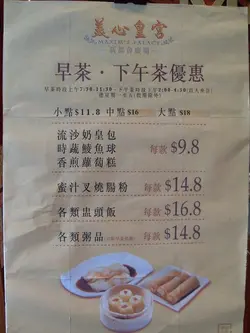 美心皇宮
MAXIM'S PALACE
早茶・下午茶優惠
小點$11.8 中點$16 大點$18
流沙奶皇包
時蔬鯪魚球
香煎蘿蔔糕
每款$9.8
蜜汁叉燒腸粉 每款$14.8
各類盅頭飯 每款$16.8
各類粥品 每款$14.8